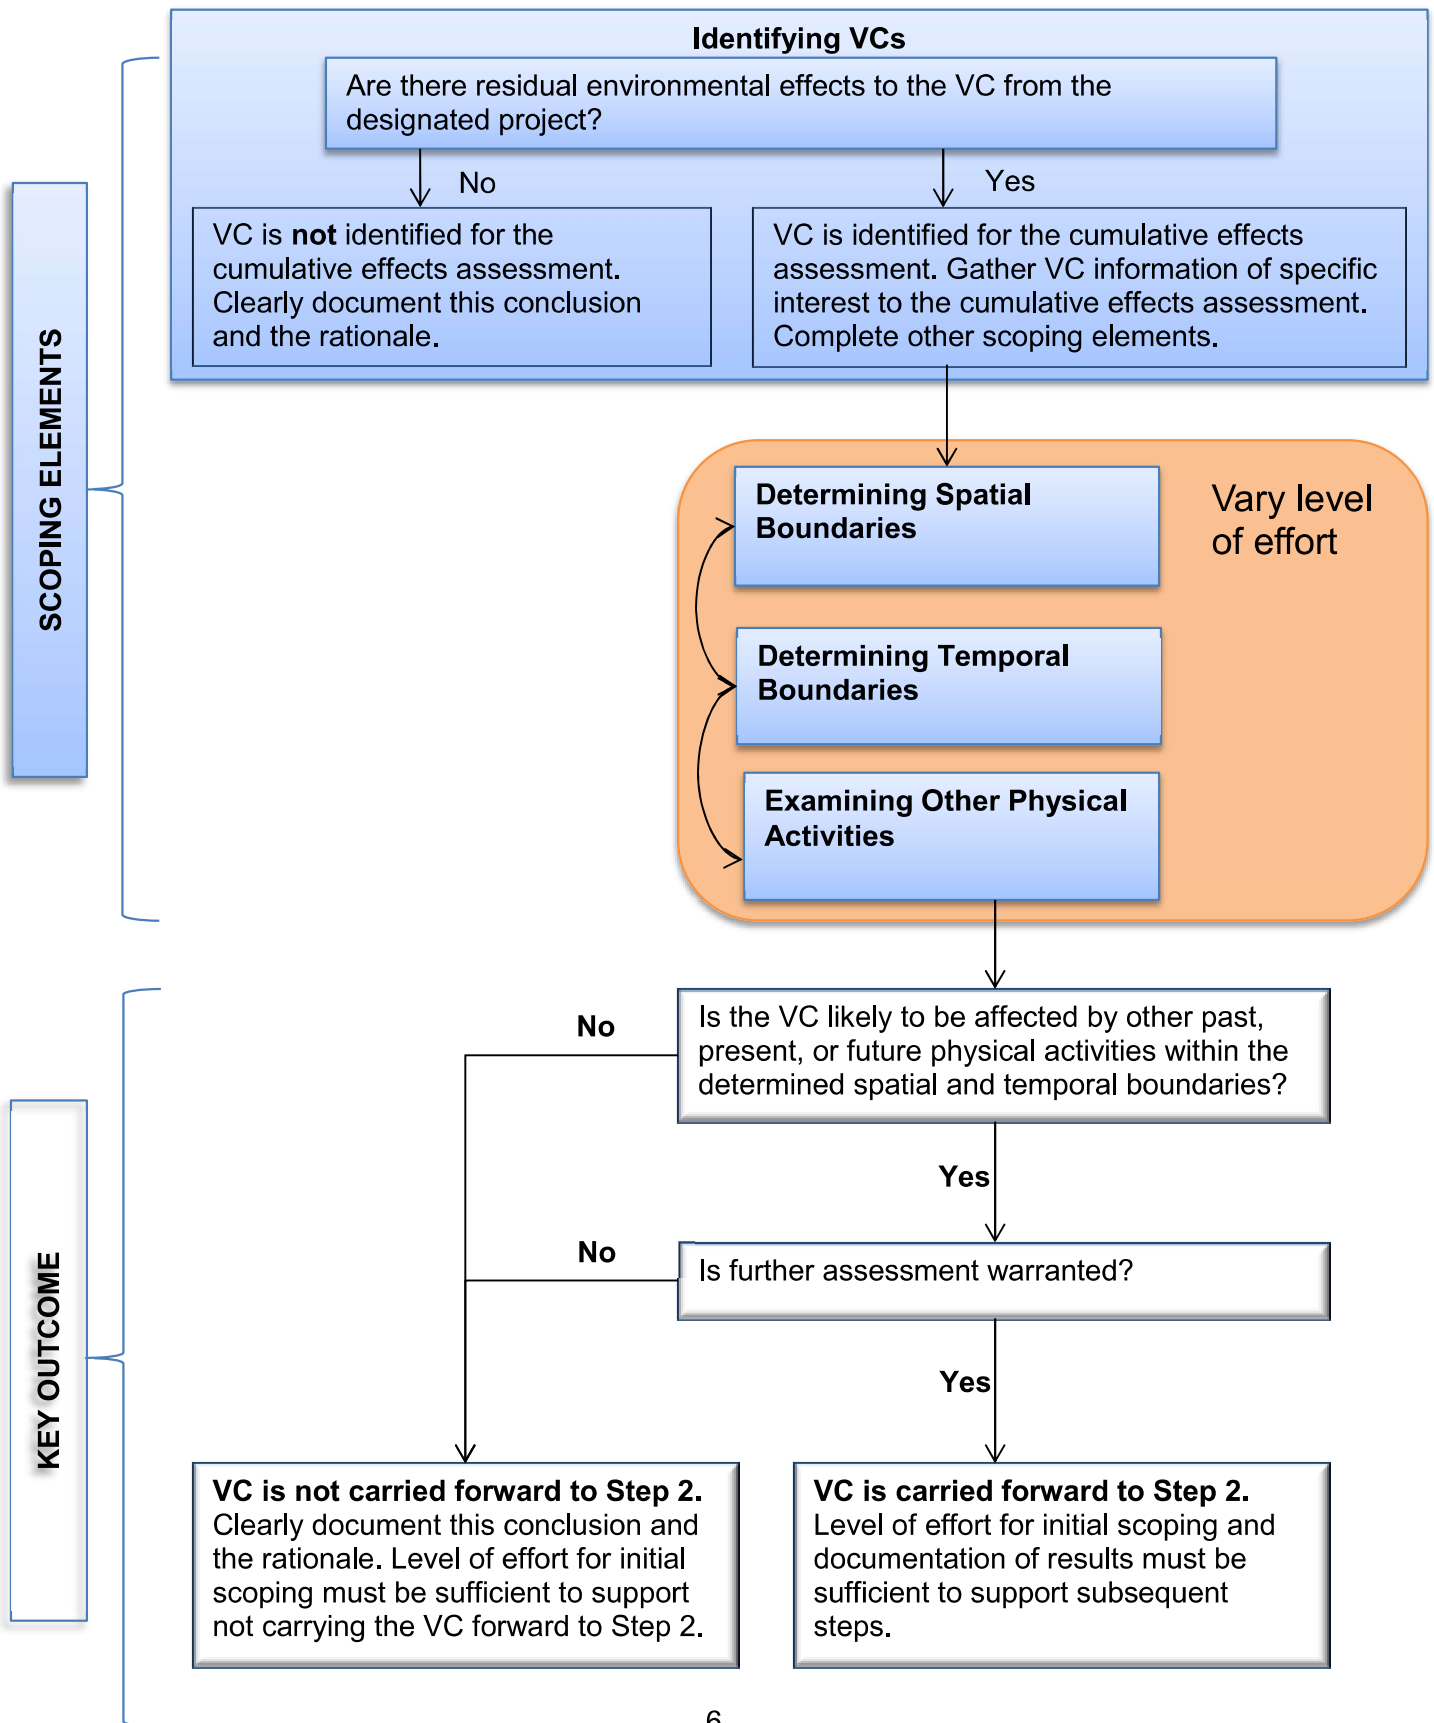 Identifying VCs
Are there residual environmental effects to the VC from the
designated project?
No
Yes
VC is not identified for the
cumulative effects assessment.
Clearly document this conclusion
and the rationale.
VC is identified for the cumulative effects
assessment. Gather VC information of specific
interest to the cumulative effects assessment.
Complete other scoping elements.
SCOPING ELEMENTS
Determining Spatial
Boundaries
Vary level
of effort
Determining Temporal
Boundaries
Examining Other Physical
Activities
No
Is the VC likely to be affected by other past,
present, or future physical activities within the
determined spatial and temporal boundaries?
Yes
No
Is further assessment warranted?
Yes
KEY OUTCOME
VC is not carried forward to Step 2.
Clearly document this conclusion and
the rationale. Level of effort for initial
scoping must be sufficient to support
not carrying the VC forward to Step 2.
VC is carried forward to Step 2.
Level of effort for initial scoping and
documentation of results must be
sufficient to support subsequent
steps.
6